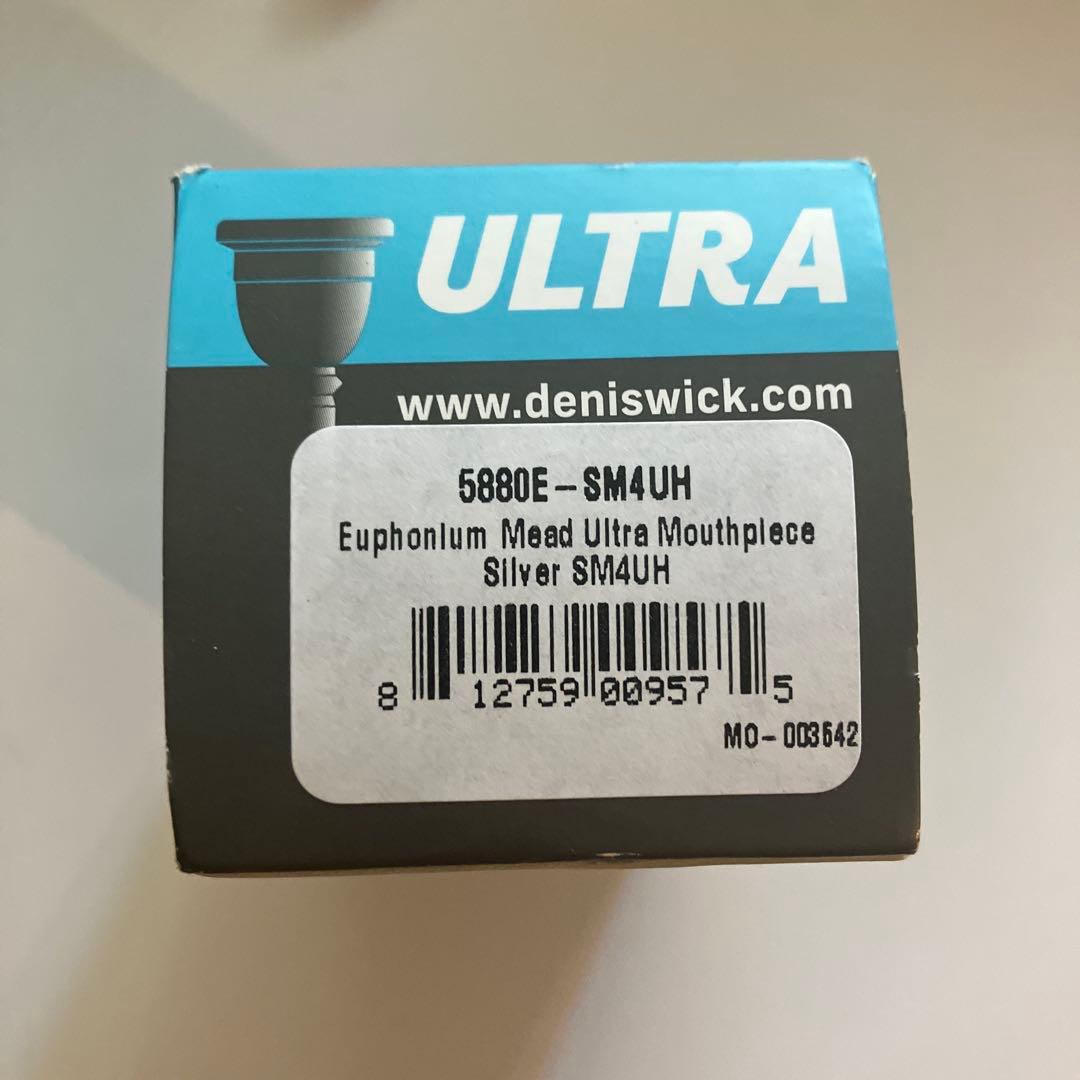 ULTRA
www.deniswick.com
5880E-SM4UH
Euphonium Mead Ultra Mouthpiece
Silver SM4UH
8 12759 00957 5
MO-003642